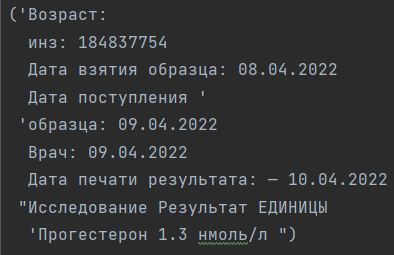 ('Возраст:
инз: 184837754
Дата взятия образца: 08.04.2022
Дата поступления '
'образца: 09.04.2022
Врач: 09.04.2022
Дата печати результата: — 10.04.2022
"Исследование Результат ЕДИНИЦЫ
'Прогестерон 1.3 нмоль/л ")